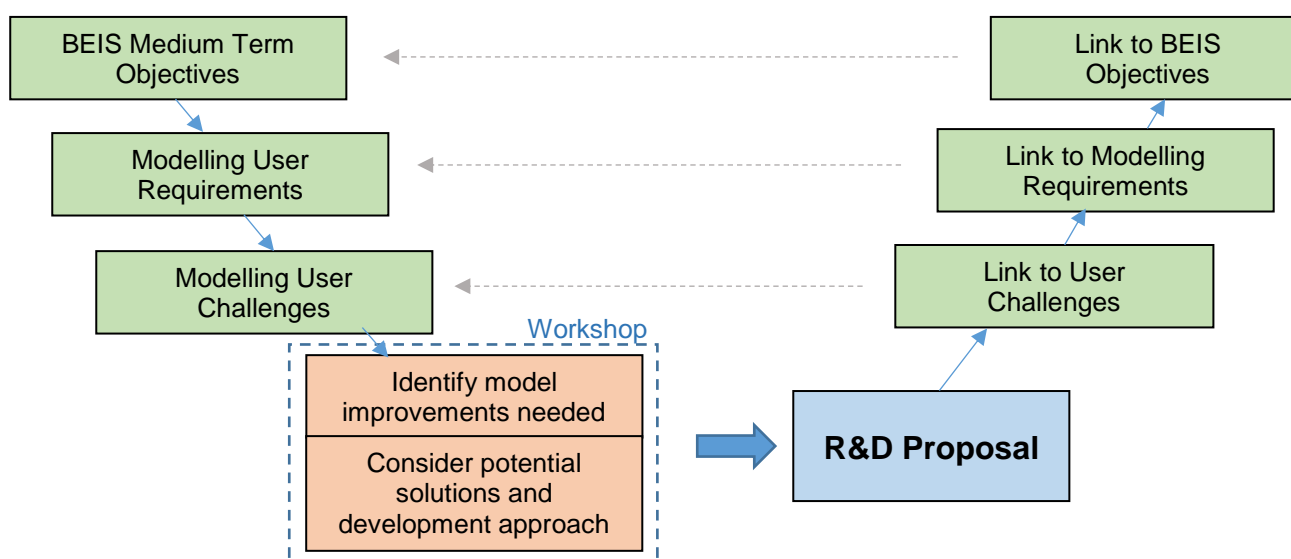 BEIS Medium Term
Objectives
Link to BEIS
Objectives
Modelling User
Requirements
Link to Modelling
Requirements
Modelling User
Challenges
Link to User
Challenges
Workshop
Identify model
improvements needed
Consider potential
solutions and
development approach
R&D Proposal